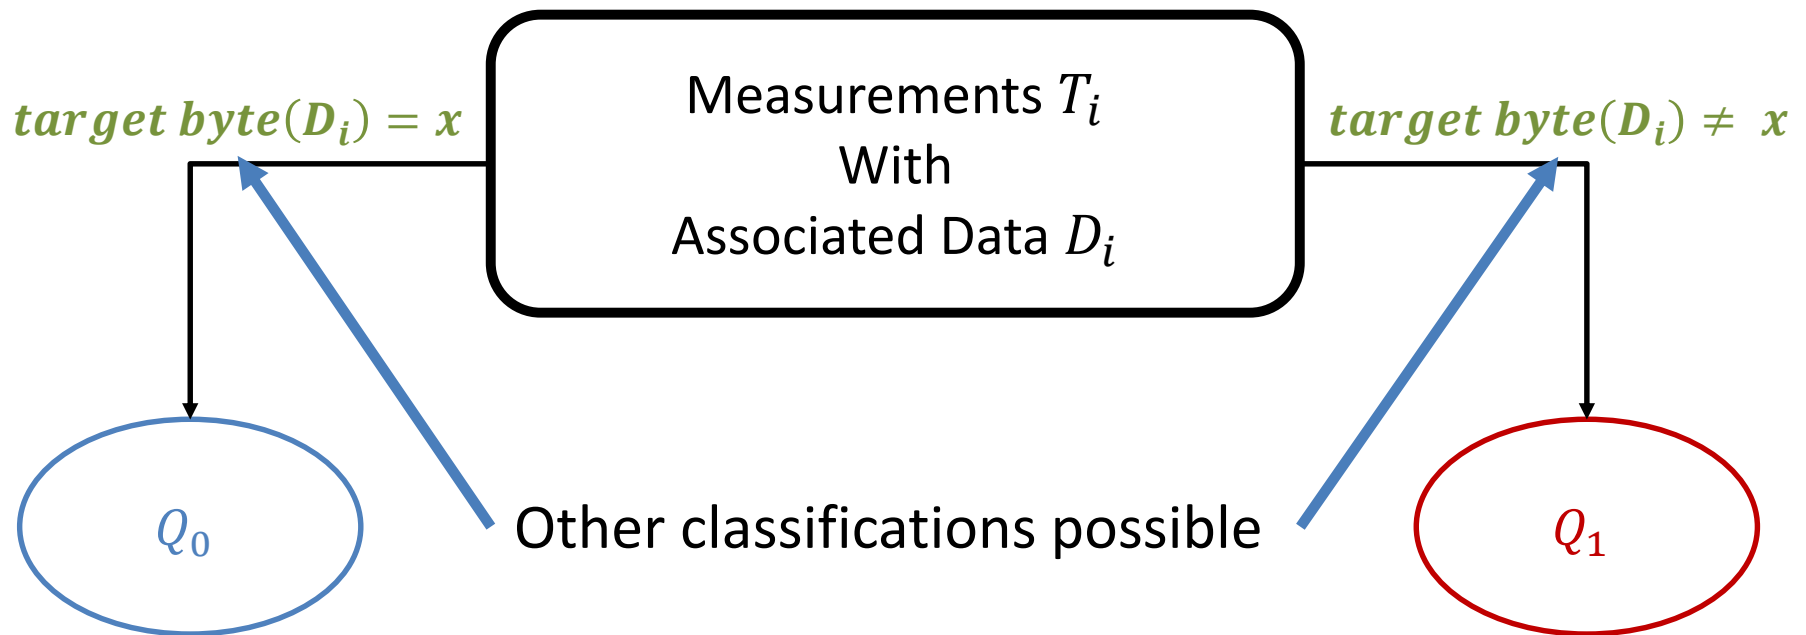 Measurements T_i
target byte(D_i) = x
With
target byte(D_i) ≠ x
Associated Data D_i
Q_0
Other classifications possible
Q_1